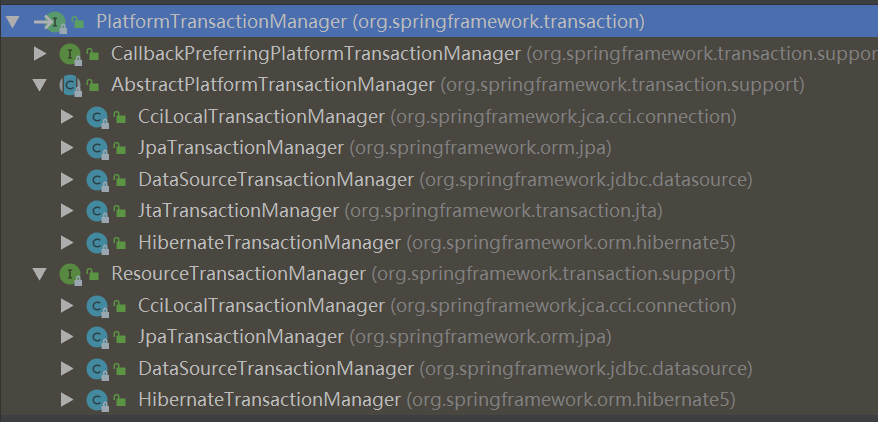 PlatformTransactionManager (org.springframework.transaction)
CallbackPreferringPlatformTransactionManager (org.springframework.transaction.suppor
AbstractPlatformTransactionManager (org.springframework.transaction.support)
CciLocalTransactionManager (org.springframework.jca.cci.connection)
JpaTransactionManager (org.springframework.orm.jpa)
DataSourceTransactionManager (org.springframework.jdbc.datasource)
JtaTransactionManager (org.springframework.transaction.jta)
HibernateTransactionManager (org.springframework.orm.hibernate5)
ResourceTransactionManager (org.springframework.transaction.support)
CciLocalTransactionManager (org.springframework.jca.cci.connection)
JpaTransactionManager (org.springframework.orm.jpa)
DataSourceTransactionManager (org.springframework.jdbc.datasource)
HibernateTransactionManager (org.springframework.orm.hibernate5)